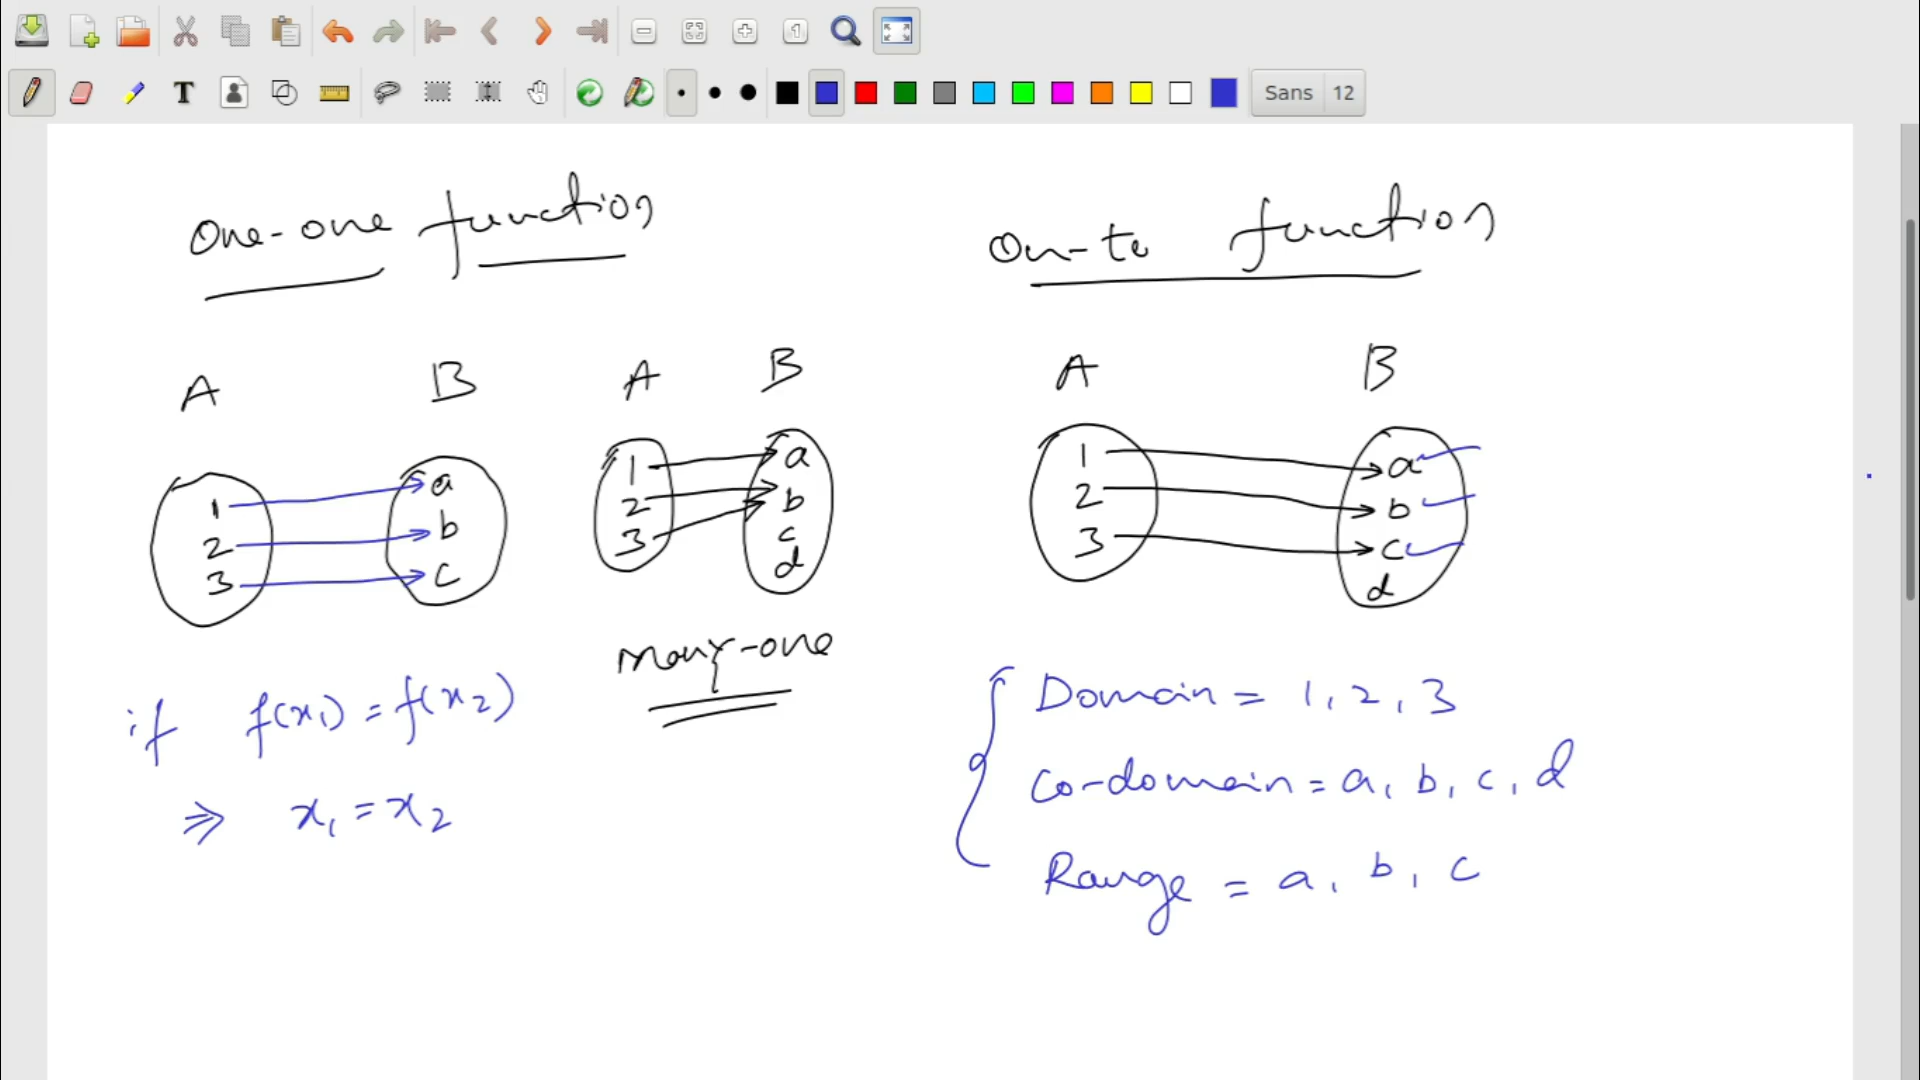 Sans 12
One-one function
On-to function
A B
1 a
2 b
3 c
A B
1 a
2 b
3 c
d
Many-one
if f(x₁) = f(x₂)
⇒ x₁ = x₂
A B
1 a
2 b
3 c
d
Domain = 1, 2, 3
Co-domain = a, b, c, d
Range = a, b, c